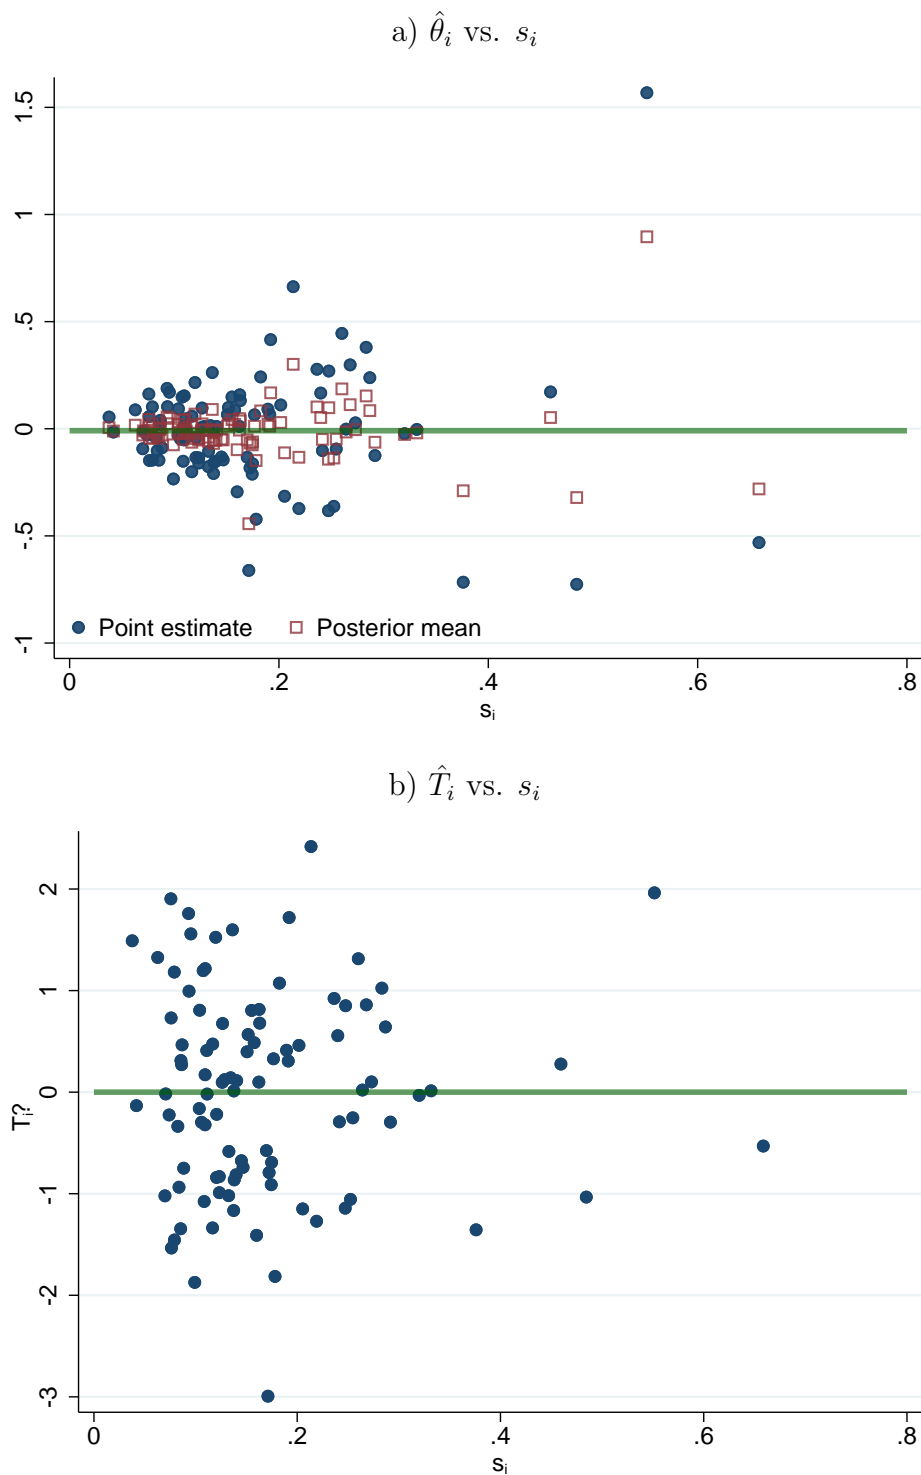 a) θ̂ᵢ vs. sᵢ
1.5
1
.5
0
-.5
-1
Point estimate Posterior mean
0 .2 .4 .6 .8
sᵢ
b) T̂ᵢ vs. sᵢ
2
1
0
-1
-2
-3
Tᵢ?
0 .2 .4 .6 .8
sᵢ